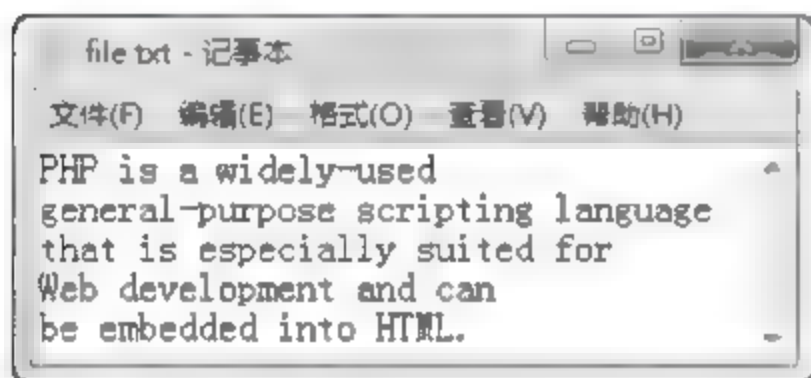 file txt - 记事本
文件(F) 编辑(E) 格式(O) 查看(V) 帮助(H)
PHP is a widely-used
general-purpose scripting language
that is especially suited for
Web development and can
be embedded into HTML.